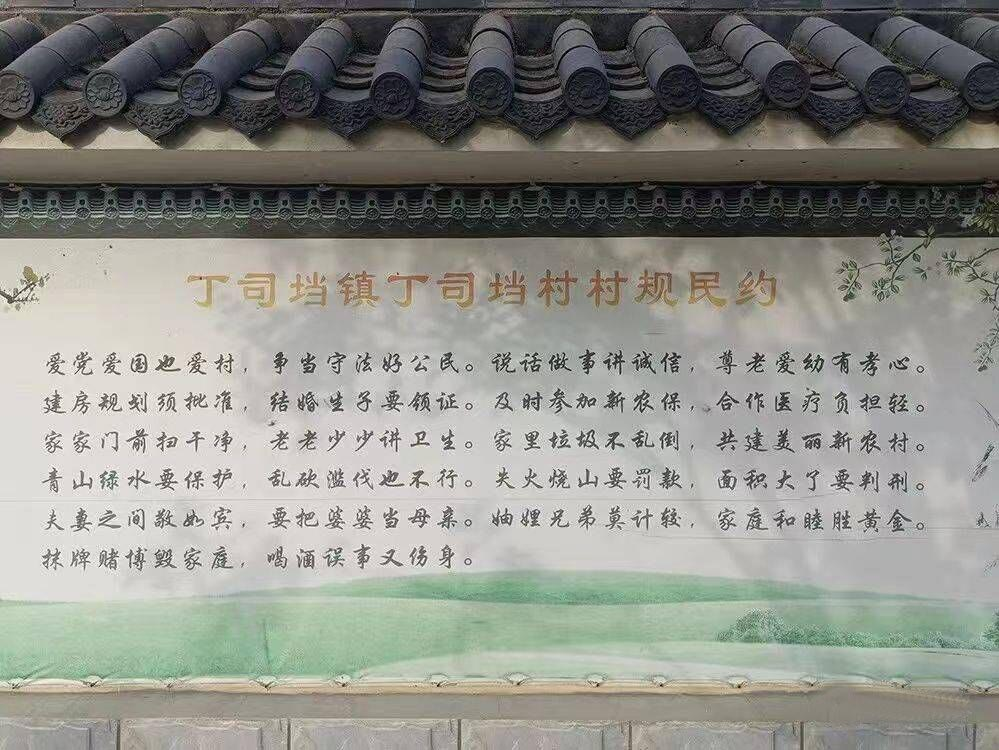 丁司垱镇丁司垱村村规民约
爱党爱国也爱村，争当守法好公民。说话做事讲诚信，尊老爱幼有孝心。
建房规划须批准，结婚生子要领证。及时参加新农保，合作医疗负担轻。
家家门前扫干净，老老少少讲卫生。家里垃圾不乱倒，共建美丽新农村。
青山绿水要保护，乱砍滥伐也不行。失火烧山要罚款，面积大了要判刑。
夫妻之间敬如宾，要把婆婆当母亲。妯娌兄弟莫计较，家庭和睦胜黄金。
抹牌赌博毁家庭，喝酒误事又伤身。